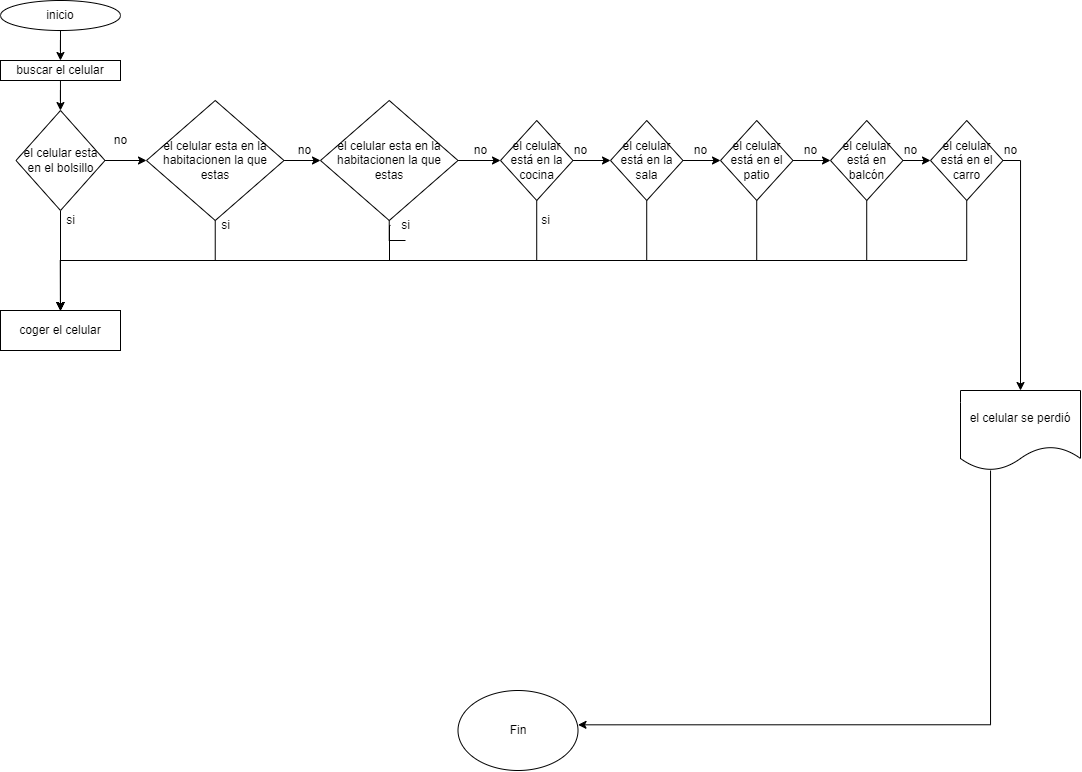 inicio
buscar el celular
el celular esta
en el bolsillo
no
si
el celular esta en la
habitacionen la que
estas
no
si
el celular esta en la
habitacionen la que
estas
no
si
el celular
está en la
cocina
no
si
el celular
está en la
sala
no
el celular
está en el
patio
no
el celular
está en
balcón
no
el celular
está en el
carro
no
coger el celular
el celular se perdió
Fin